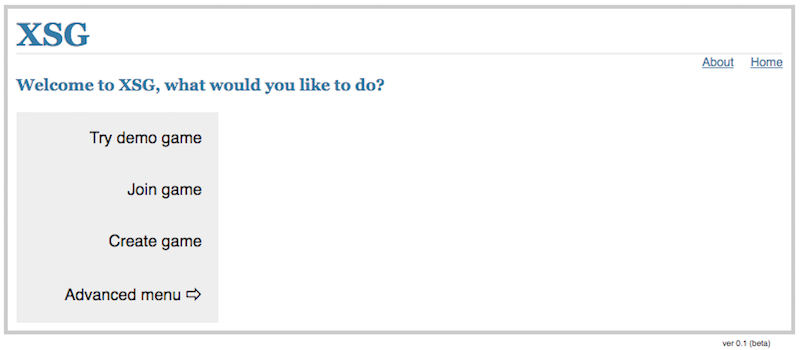 XSG
About Home
Welcome to XSG, what would you like to do?
Try demo game
Join game
Create game
Advanced menu ⇨
ver 0.1 (beta)